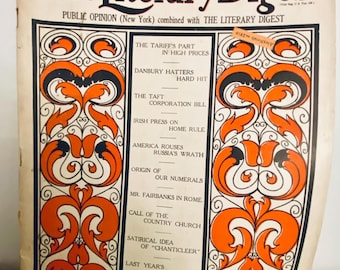 Literary Dig
PUBLIC OPINION (New York) combined with THE LITERARY DIGEST
THE TARIFF'S PART
IN HIGH PRICES
DANBURY HATTERS
HARD HIT
THE TAFT
CORPORATION BILL
IRISH PRESS ON
HOME RULE
AMERICA ROUSES
RUSSIA'S WRATH
ORIGIN OF
OUR NUMERALS
MR. FAIRBANKS IN ROME
CALL OF THE
COUNTRY CHURCH
SATIRICAL IDEA
OF "CHANTECLER"
LAST YEAR'S